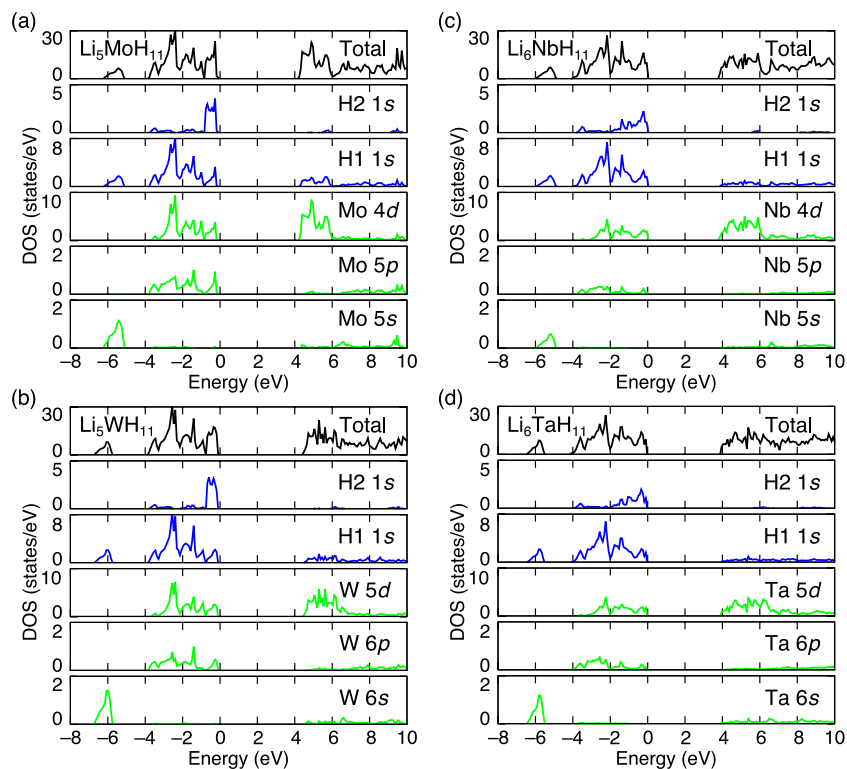 (a)
30
0
Li₅MoH₁₁
Total
5
0
H2 1s
8
0
H1 1s
10
0
Mo 4d
2
0
Mo 5p
2
0
Mo 5s
DOS (states/eV)
−8 −6 −4 −2 0 2 4 6 8 10
Energy (eV)
(c)
30
0
Li₆NbH₁₁
Total
5
0
H2 1s
8
0
H1 1s
10
0
Nb 4d
2
0
Nb 5p
2
0
Nb 5s
DOS (states/eV)
−8 −6 −4 −2 0 2 4 6 8 10
Energy (eV)
(b)
30
0
Li₅WH₁₁
Total
5
0
H2 1s
8
0
H1 1s
10
0
W 5d
2
0
W 6p
2
0
W 6s
DOS (states/eV)
−8 −6 −4 −2 0 2 4 6 8 10
Energy (eV)
(d)
30
0
Li₆TaH₁₁
Total
5
0
H2 1s
8
0
H1 1s
10
0
Ta 5d
2
0
Ta 6p
2
0
Ta 6s
DOS (states/eV)
−8 −6 −4 −2 0 2 4 6 8 10
Energy (eV)